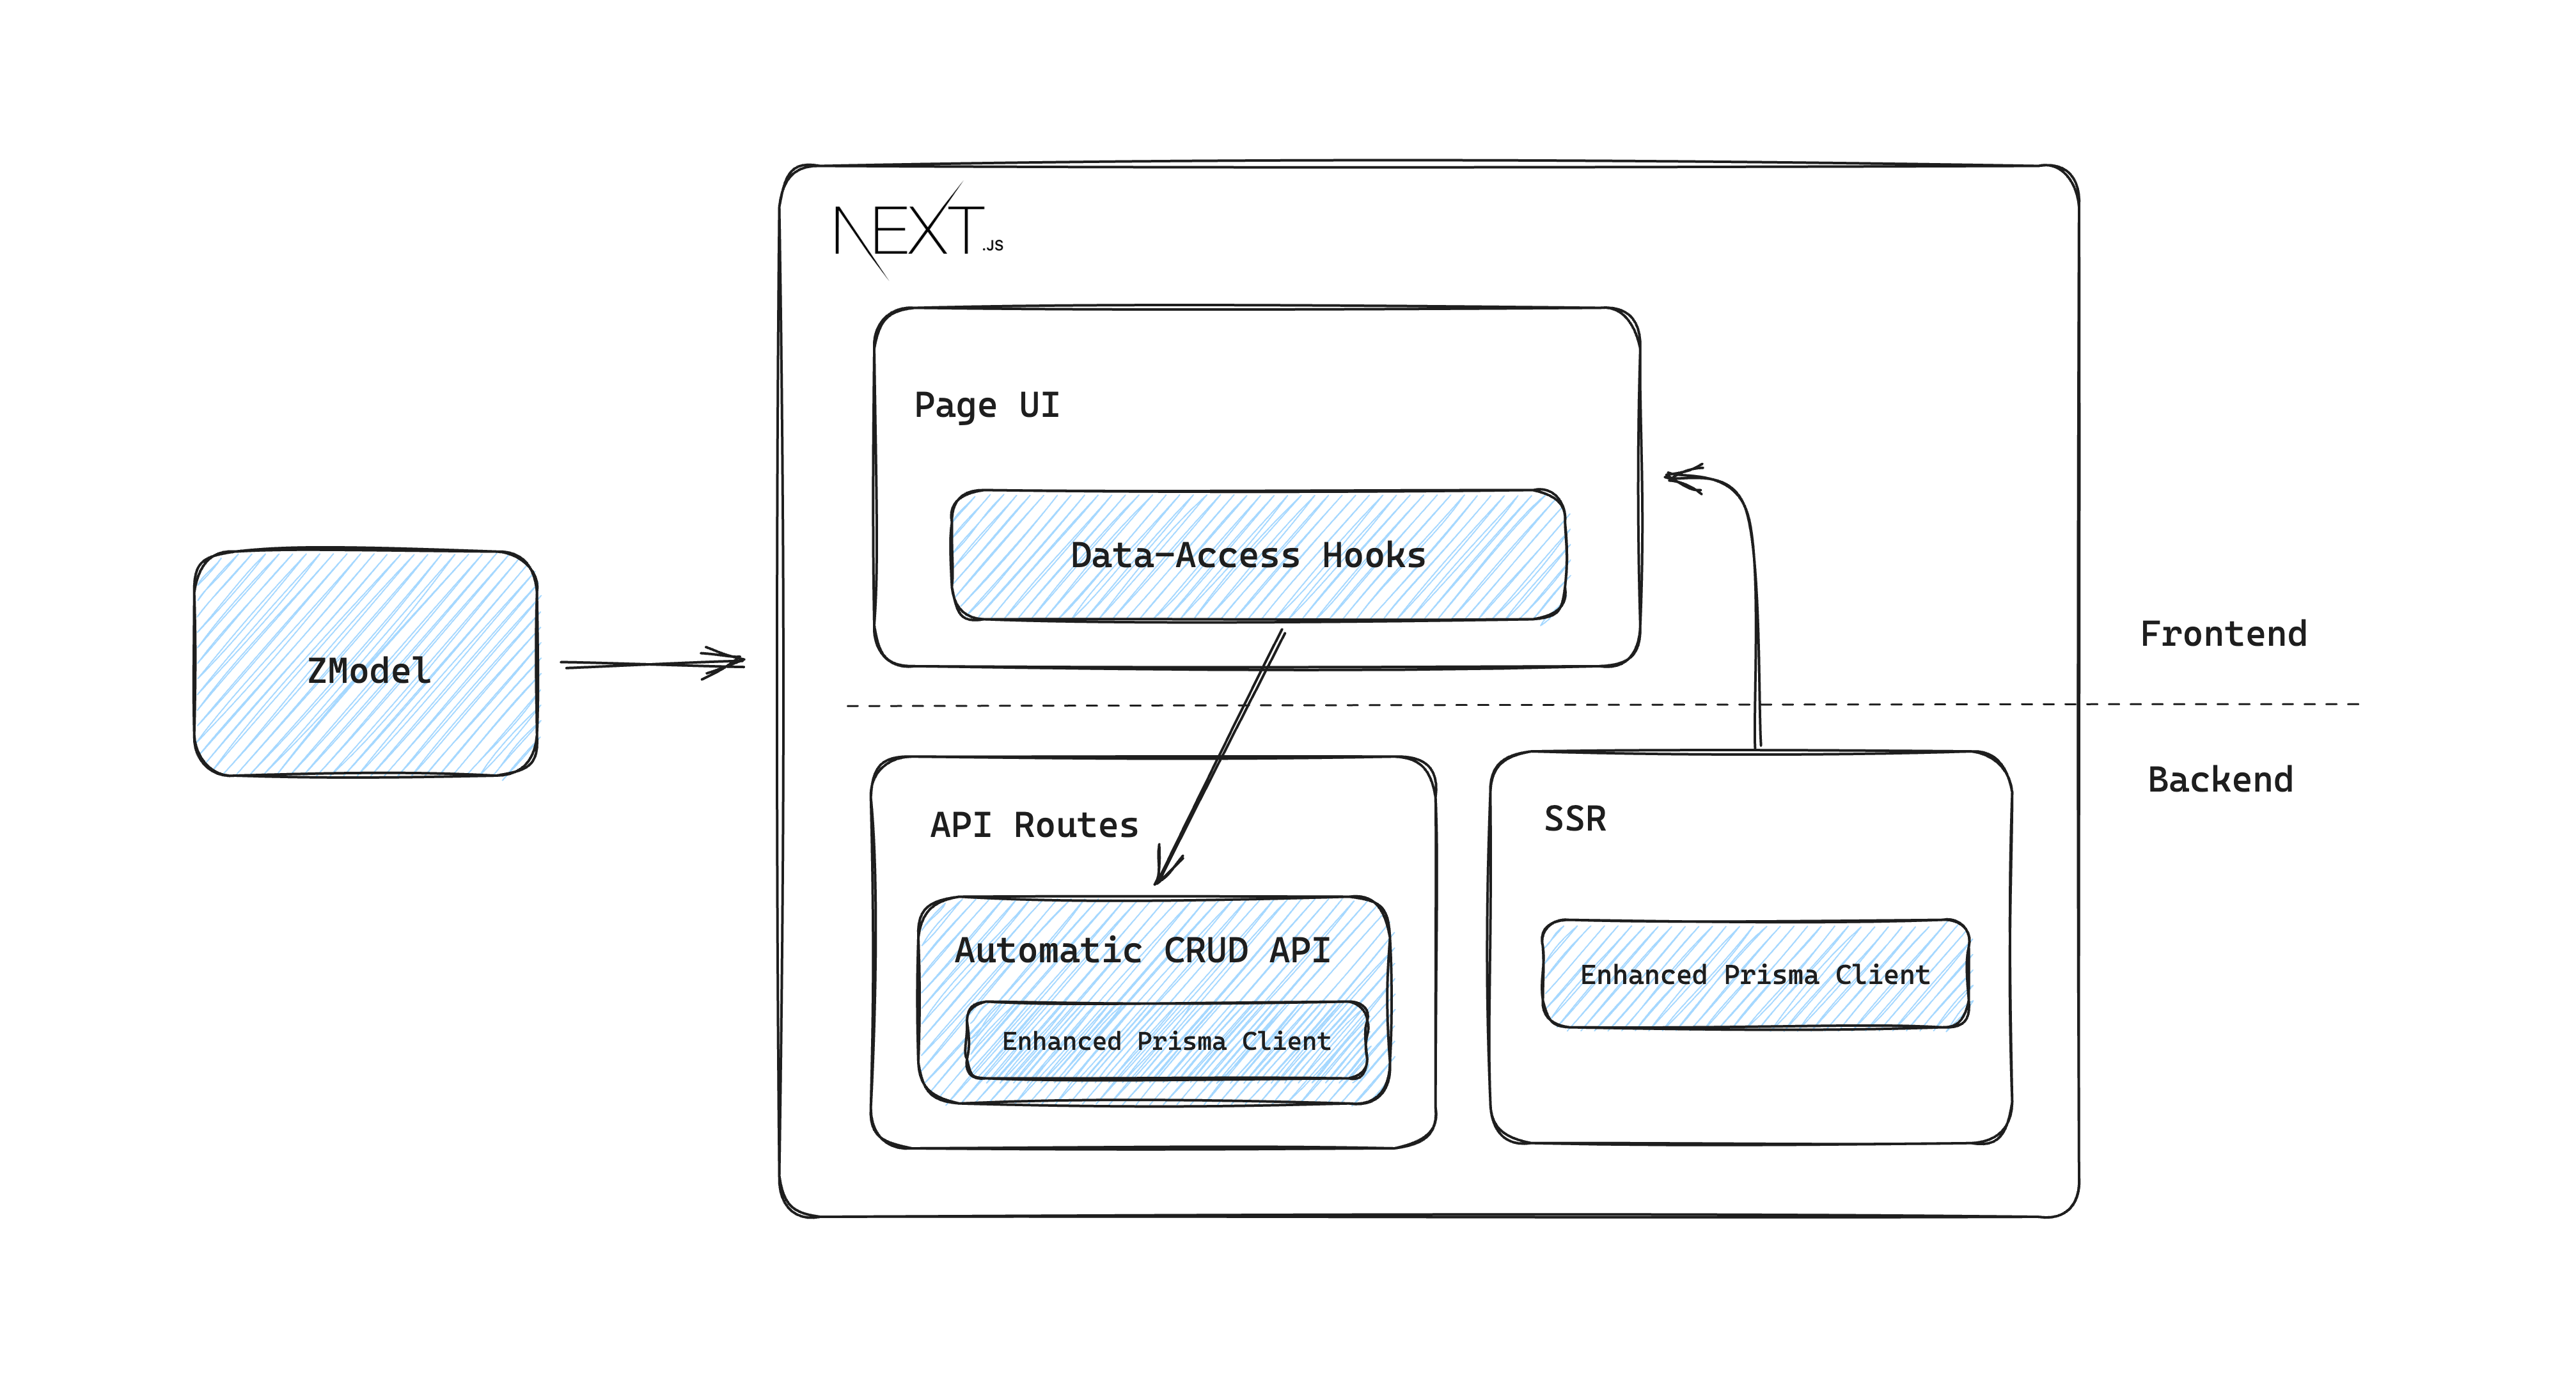 NEXT.JS
Page UI
Data-Access Hooks
ZModel
Frontend
Backend
API Routes
SSR
Automatic CRUD API
Enhanced Prisma Client
Enhanced Prisma Client